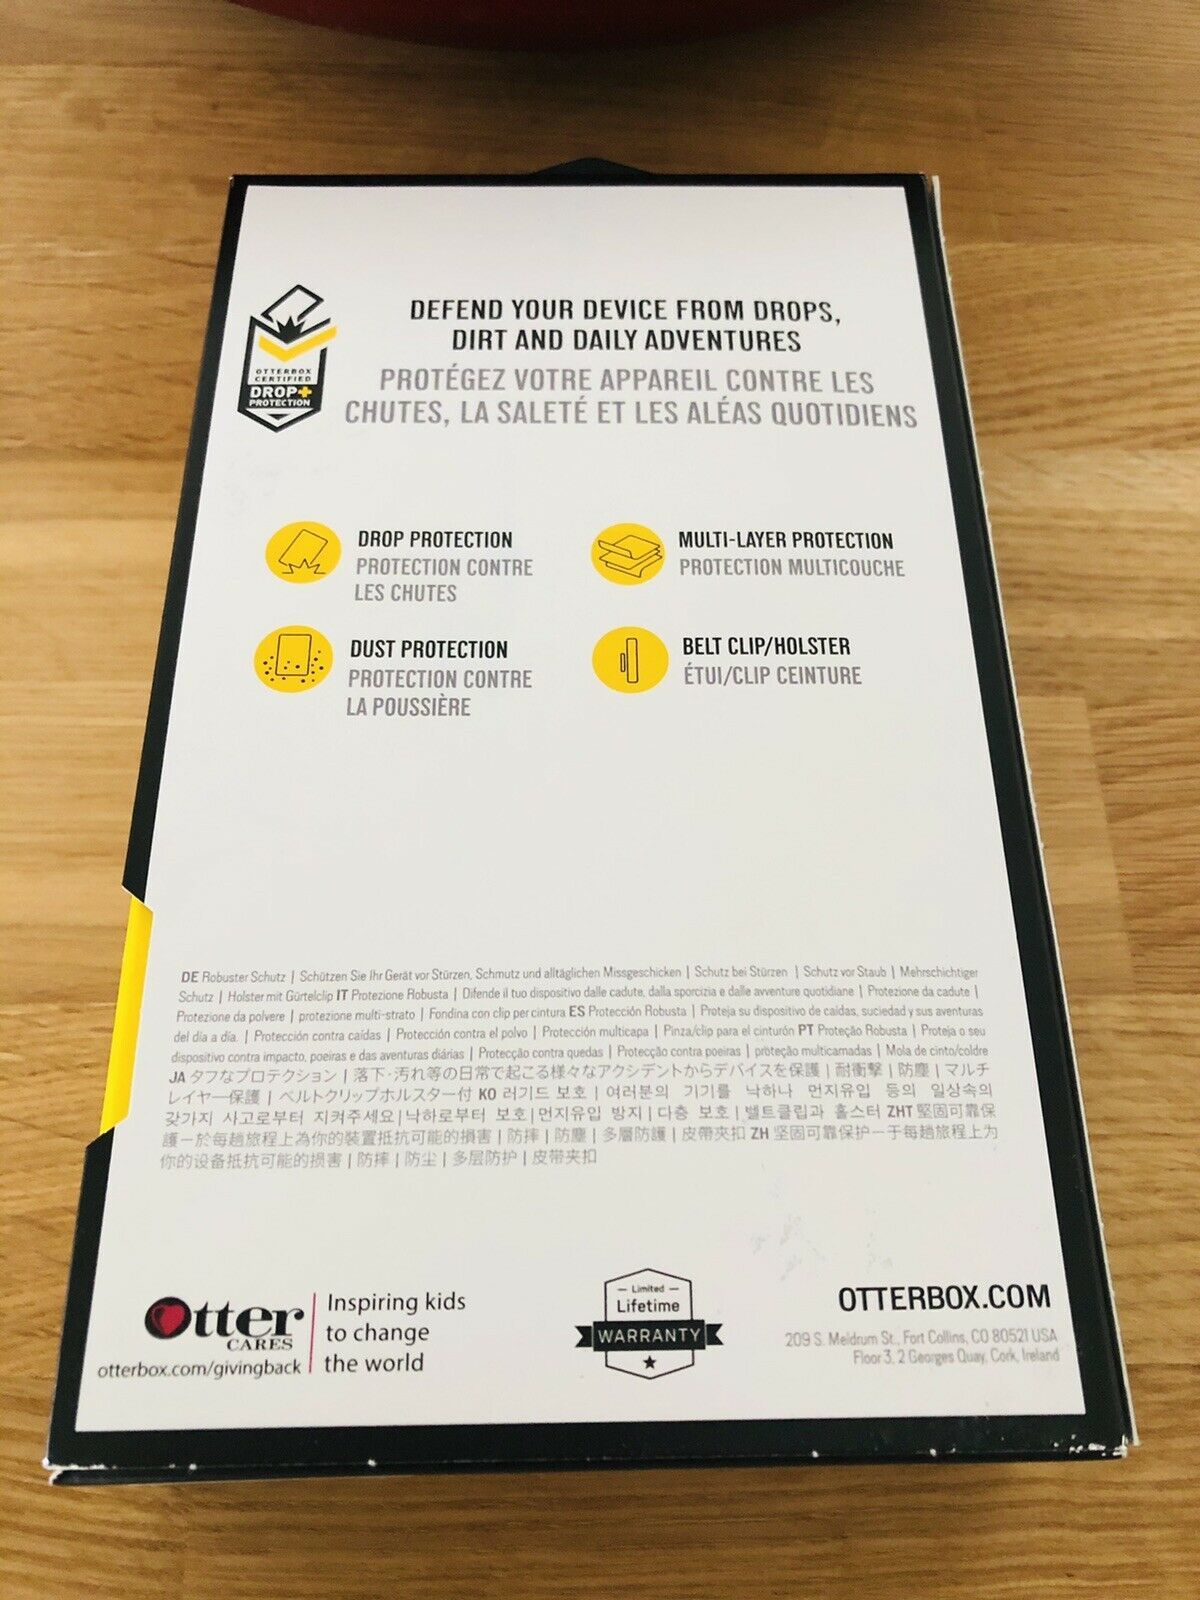 DEFEND YOUR DEVICE FROM DROPS,
DIRT AND DAILY ADVENTURES
PROTÉGEZ VOTRE APPAREIL CONTRE LES
CHUTES, LA SALETÉ ET LES ALÉAS QUOTIDIENS
OTTERBOX
CERTIFIED
DROP+
PROTECTION
DROP PROTECTION
PROTECTION CONTRE
LES CHUTES
MULTI-LAYER PROTECTION
PROTECTION MULTICOUCHE
DUST PROTECTION
PROTECTION CONTRE
LA POUSSIÈRE
BELT CLIP/HOLSTER
ÉTUI/CLIP CEINTURE
DE Robuster Schutz | Schützen Sie Ihr Gerät vor Stürzen, Schmutz und alltäglichen Missgeschicken | Schutz bei Stürzen | Schutz vor Staub | Mehrschichtiger
Schutz | Holster mit Gürtelclip IT Protezione Robusta | Difende il tuo dispositivo dalle cadute, dalla sporcizia e dalle avventure quotidiane | Protezione da cadute |
Protezione da polvere | protezione multi-strato | Fondina con clip per cintura ES Protección Robusta | Proteja su dispositivo de caídas, suciedad y sus aventuras
del día a día. | Protección contra caídas | Protección contra el polvo | Protección multicapa | Pinza/clip para el cinturón PT Proteção Robusta | Proteja o seu
dispositivo contra impacto, poeiras e das aventuras diárias | Protecção contra quedas | Protecção contra poeiras | proteção multicamadas | Mola de cinto/coldre
JA タフなプロテクション | 落下・汚れ等の日常で起こる様々なアクシデントからデバイスを保護 | 耐衝撃 | 防塵 | マルチ
レイヤー保護 | ベルトクリップホルスター付 KO 러기드 보호 | 여러분의 기기를 낙하나 먼지유입 등의 일상속의
갖가지 사고로부터 지켜주세요|낙하로부터 보호|먼지유입 방지|다층 보호|벨트클립과 홀스터 ZHT 堅固可靠保
護一於每趟旅程上為你的裝置抵抗可能的損害 | 防摔 | 防塵 | 多層防護 | 皮帶夾扣 ZH 坚固可靠保护一于每趟旅程上为
你的设备抵抗可能的损害 | 防摔 | 防尘 | 多层防护 | 皮带夹扣
Otter
CARES
otterbox.com/givingback
Inspiring kids
to change
the world
Limited
Lifetime
WARRANTY
OTTERBOX.COM
209 S. Meldrum St., Fort Collins, CO 80521 USA
Floor 3, 2 Georges Quay, Cork, Ireland